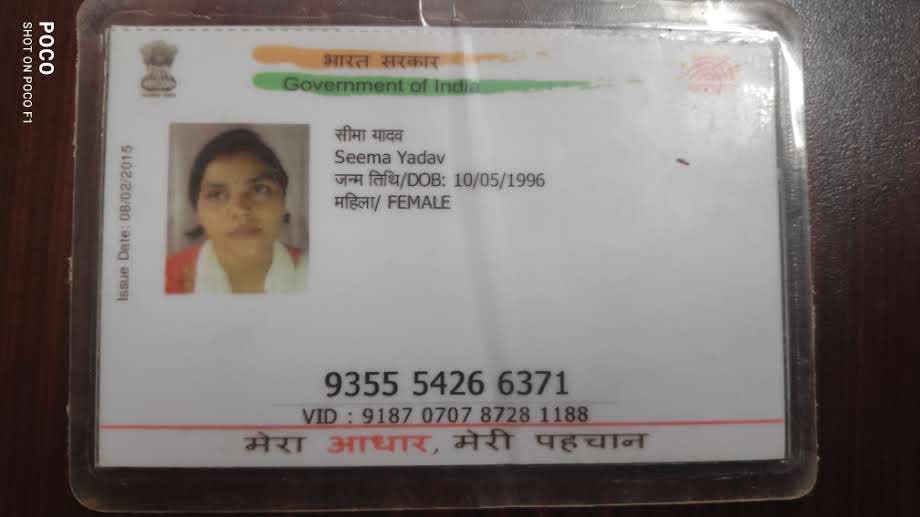 भारत सरकार
Government of India
Issue Date: 08/02/2015
सीमा यादव
Seema Yadav
जन्म तिथि/DOB: 10/05/1996
महिला/ FEMALE
9355 5426 6371
VID : 9187 0707 8728 1188
मेरा आधार, मेरी पहचान
POCO
SHOT ON POCO F1